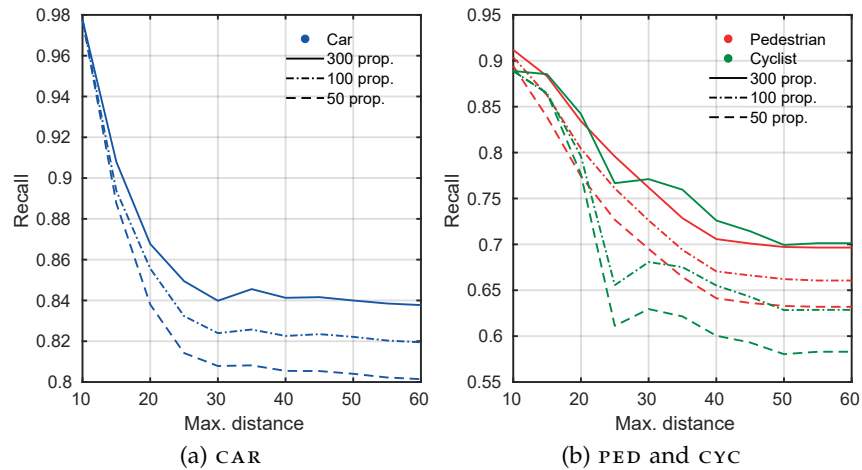 Recall
0.98
0.96
0.94
0.92
0.9
0.88
0.86
0.84
0.82
0.8
Car
300 prop.
100 prop.
50 prop.
10 20 30 40 50 60
Max. distance
(a) CAR
Recall
0.95
0.9
0.85
0.8
0.75
0.7
0.65
0.6
0.55
Pedestrian
Cyclist
300 prop.
100 prop.
50 prop.
10 20 30 40 50 60
Max. distance
(b) PED and CYC